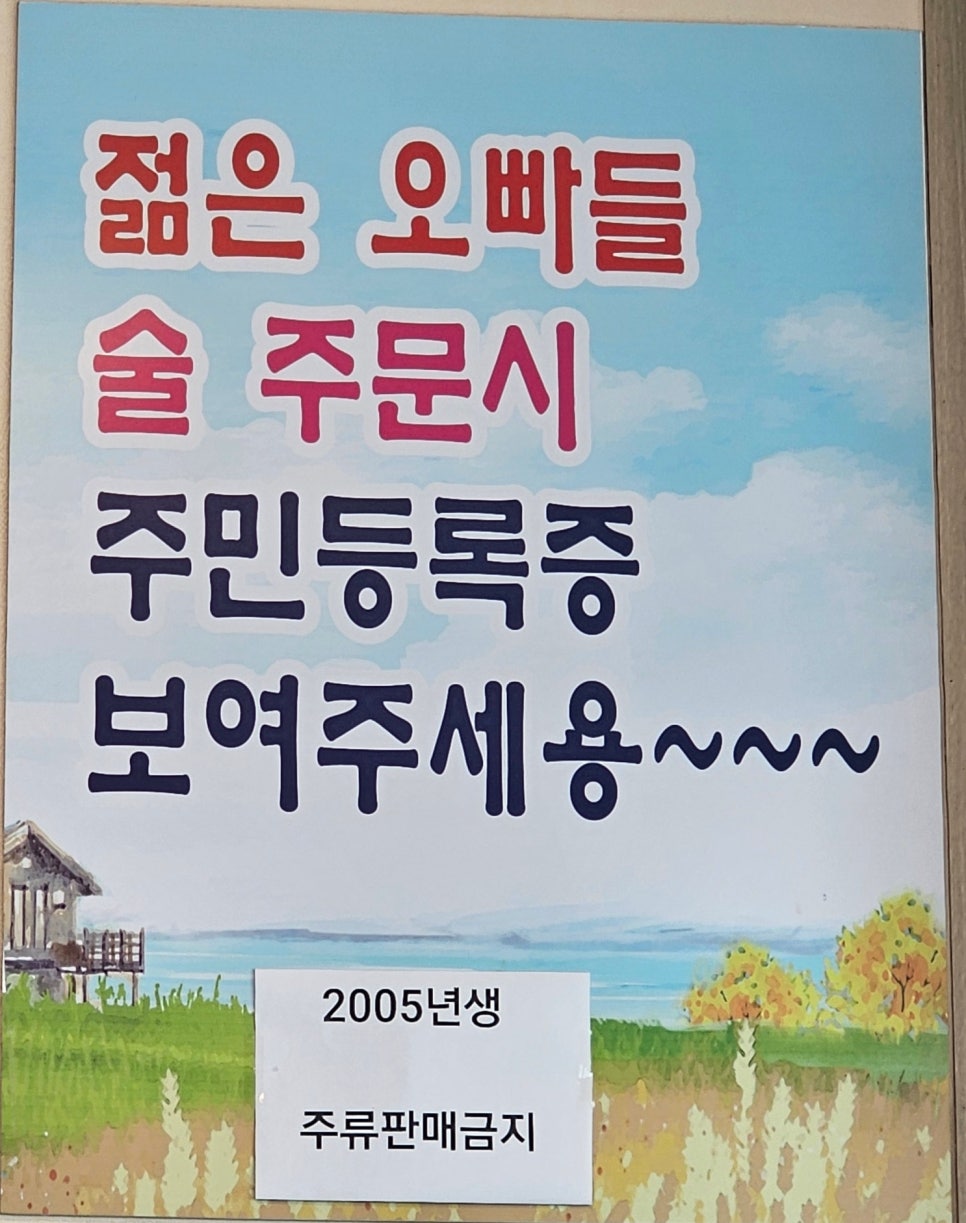 젊은 오빠들
술 주문시
주민등록증
보여주세용~~~
2005년생
주류판매금지